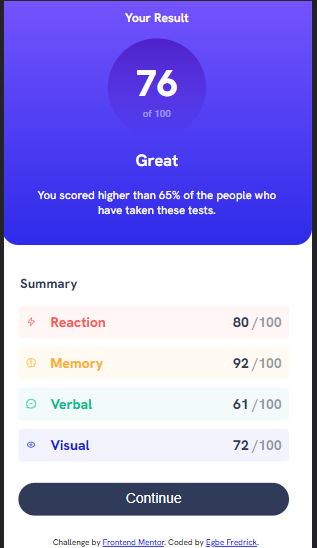 Your Result
76
of 100
Great
You scored higher than 65% of the people who
have taken these tests.
Summary
Reaction 80 /100
Memory 92 /100
Verbal 61 /100
Visual 72 /100
Continue
Challenge by Frontend Mentor. Coded by Egbe Fredrick.